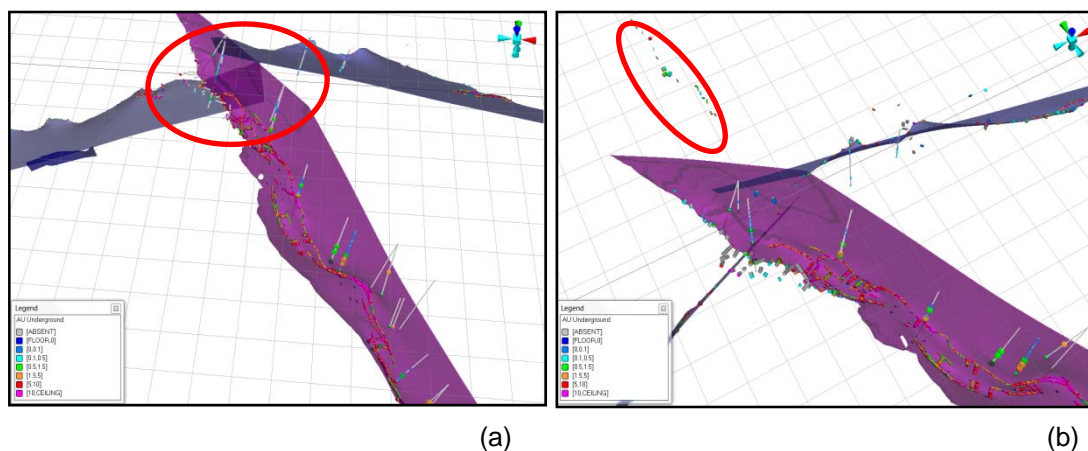 Legend
AU Underground
[ABSENT]
[FLOOR,0]
[0,0.1]
[0.1,0.5]
[0.5,1.5]
[1.5,5]
[5,10]
[10,CEILING]
Legend
AU Underground
[ABSENT]
[FLOOR,0]
[0,0.1]
[0.1,0.5]
[0.5,1.5]
[1.5,5]
[5,10]
[10,CEILING]
(a)
(b)